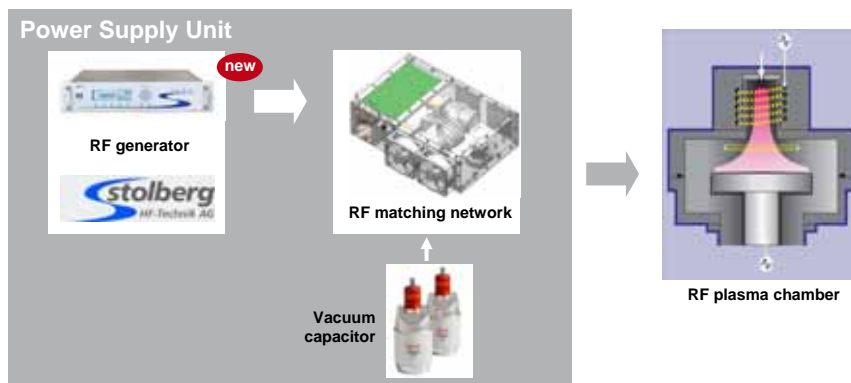 Power Supply Unit
new
RF generator
stolberg
HF-Technik AG
RF matching network
Vacuum
capacitor
RF plasma chamber